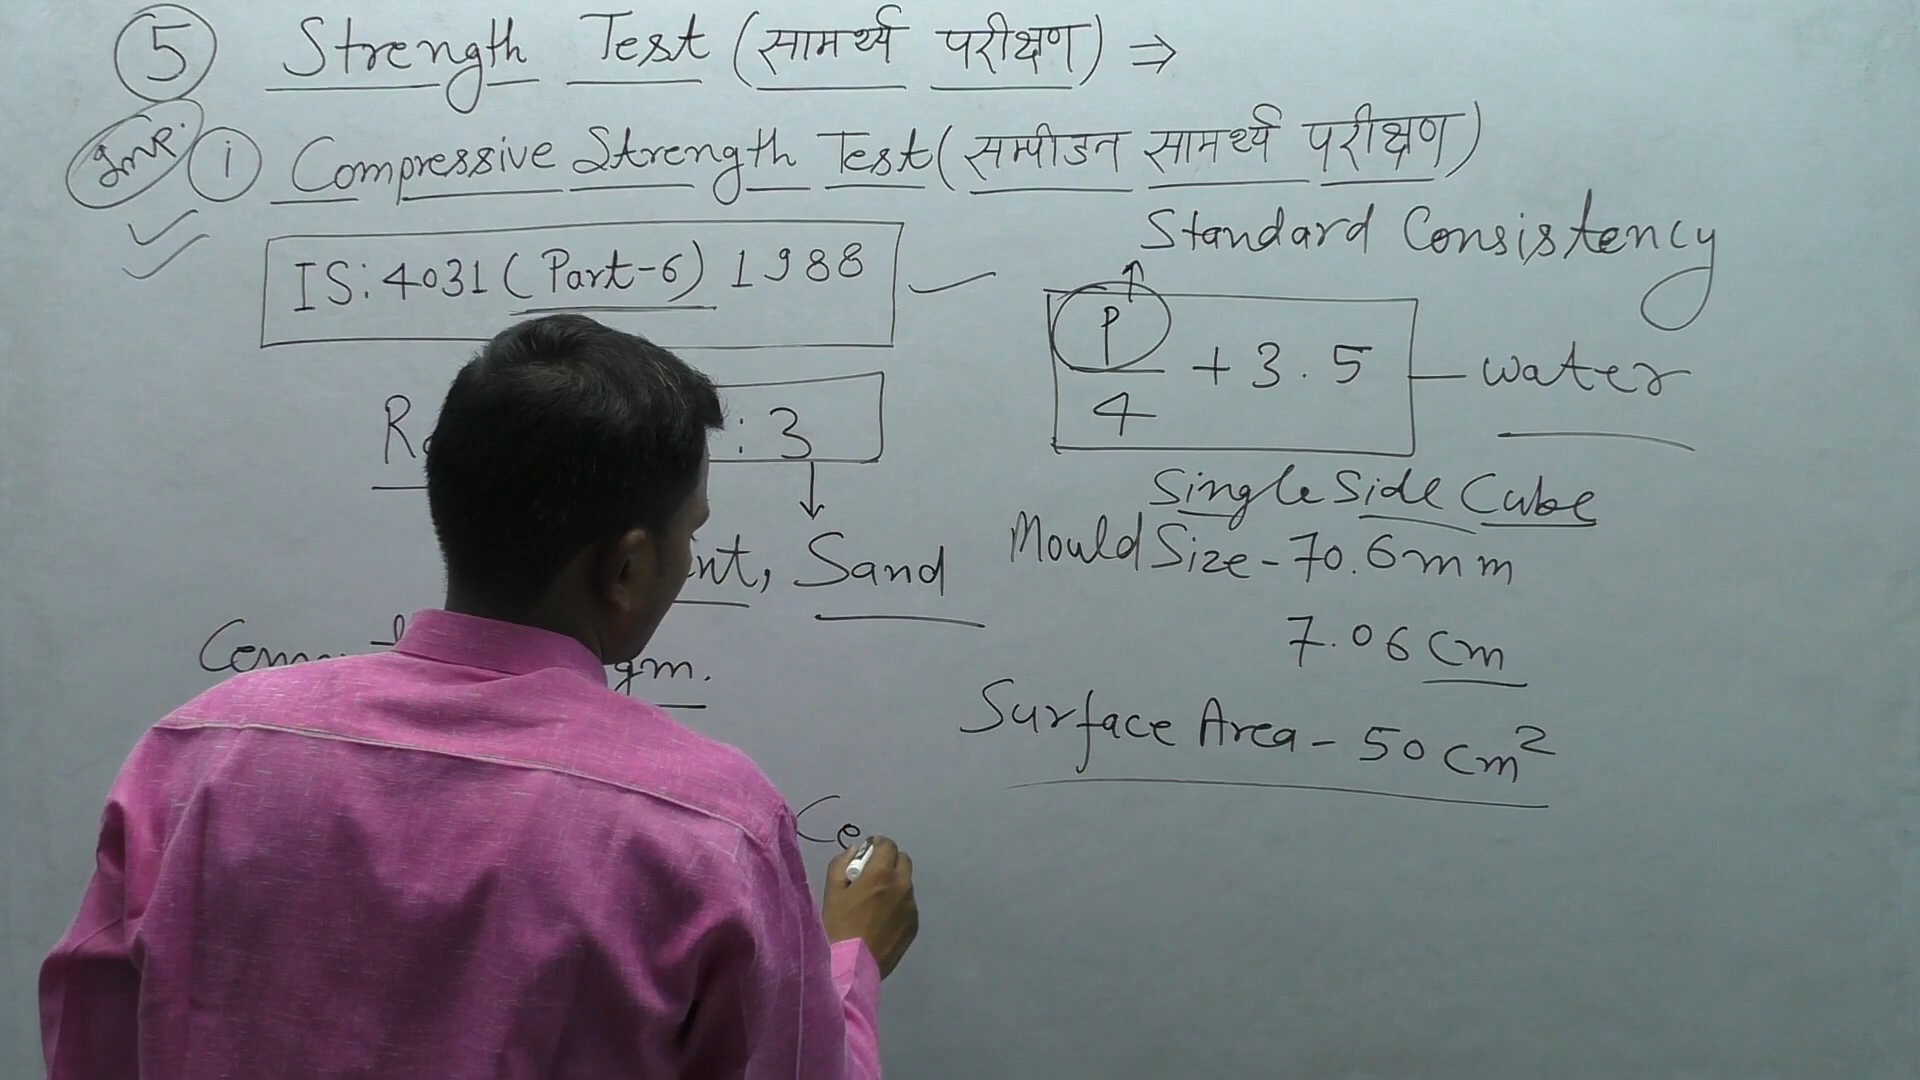 5 Strength Test (सामर्थ्य परीक्षण) ⇒
Imp. i Compressive Strength Test (सम्पीडन सामर्थ्य परीक्षण)
IS: 4031 (Part-6) 1988
: 3
nt, Sand
gm.
Ce
Standard Consistency
P/4 + 3.5 — water
Single Side Cube
Mould Size - 70.6 mm
7.06 cm
Surface Area - 50 cm²